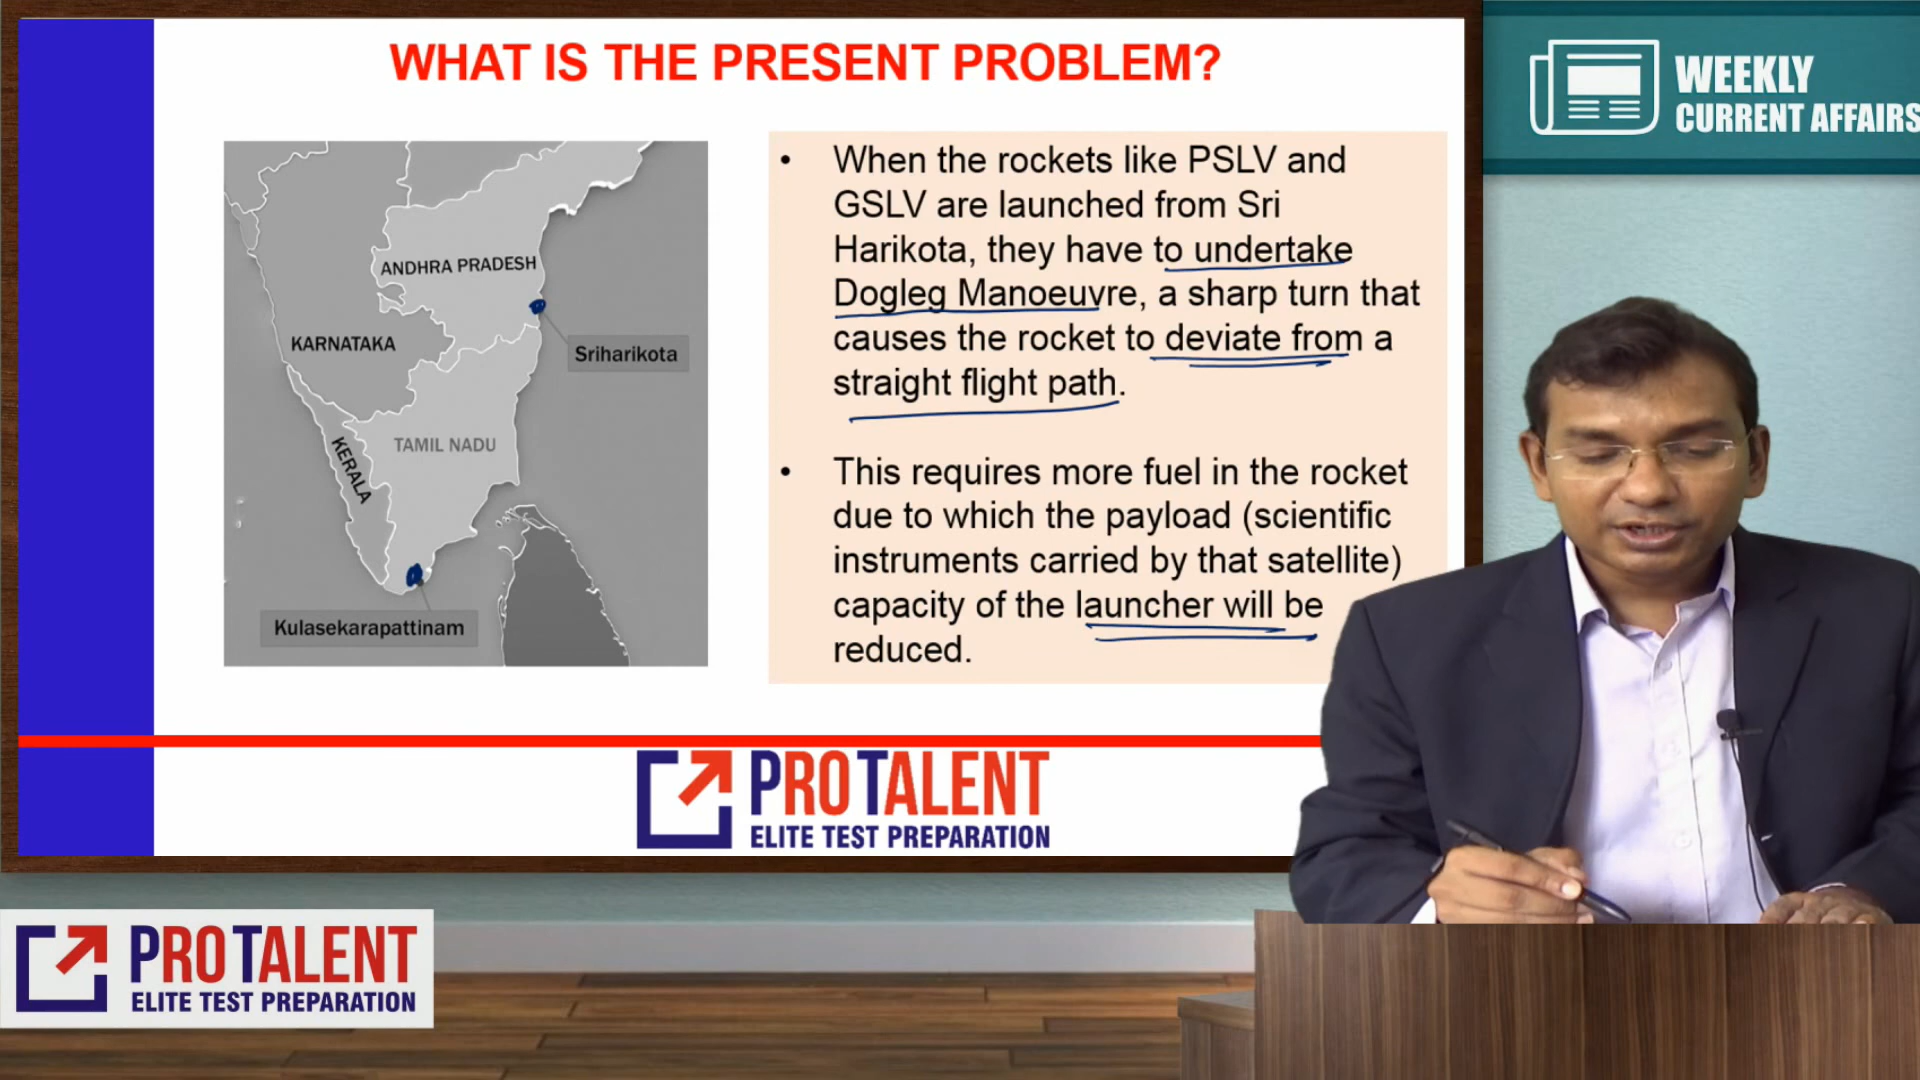 WHAT IS THE PRESENT PROBLEM?
WEEKLY
CURRENT AFFAIRS
ANDHRA PRADESH
KARNATAKA
Sriharikota
TAMIL NADU
KERALA
Kulasekarapattinam
• When the rockets like PSLV and
GSLV are launched from Sri
Harikota, they have to undertake
Dogleg Manoeuvre, a sharp turn that
causes the rocket to deviate from a
straight flight path.
• This requires more fuel in the rocket
due to which the payload (scientific
instruments carried by that satellite)
capacity of the launcher will be
reduced.
PROTALENT
ELITE TEST PREPARATION
PROTALENT
ELITE TEST PREPARATION